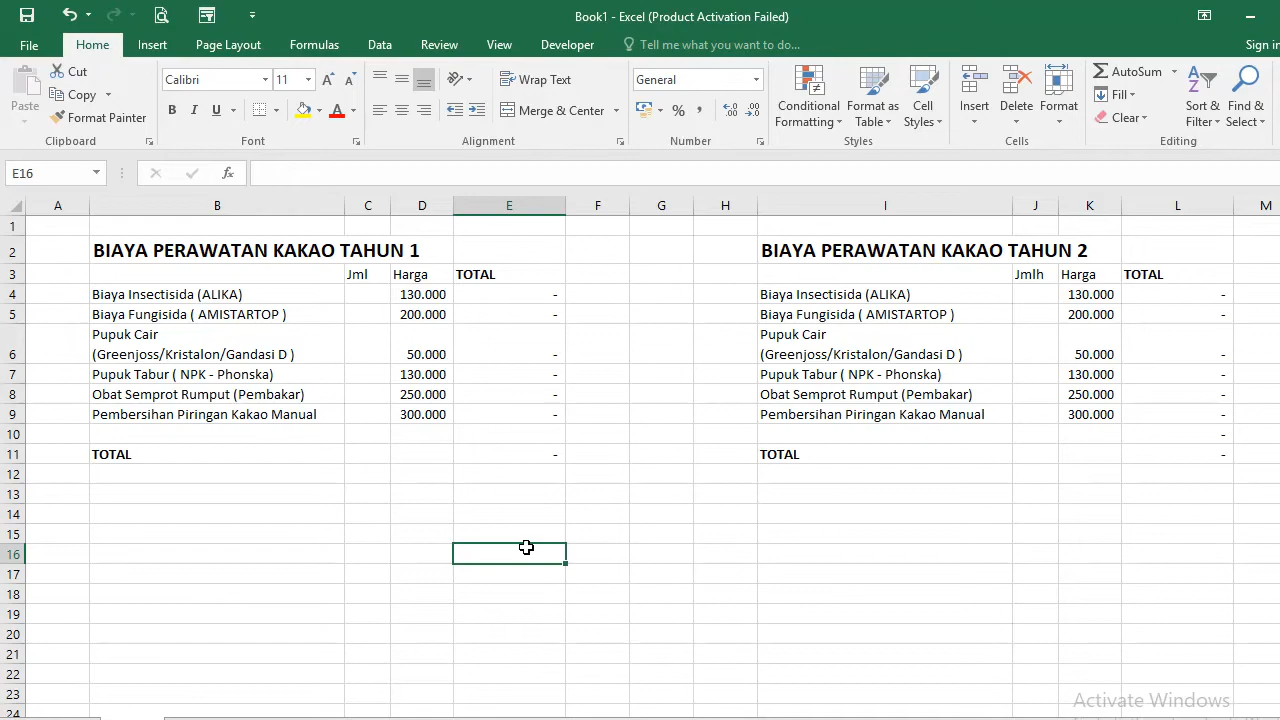 Book1 - Excel (Product Activation Failed)
File Home Insert Page Layout Formulas Data Review View Developer Tell me what you want to do... Sign in
Paste
Cut
Copy
Format Painter
Clipboard
Calibri 11
B I U A
Font
Wrap Text
Merge & Center
Alignment
General
%
Number
Conditional Formatting
Format as Table
Cell Styles
Styles
Insert Delete Format
Cells
AutoSum
Fill
Clear
Sort & Filter
Find & Select
Editing
E16 fx
A B C D E F G H I J K L M
1
2 BIAYA PERAWATAN KAKAO TAHUN 1 BIAYA PERAWATAN KAKAO TAHUN 2
3 Jml Harga TOTAL Jmlh Harga TOTAL
4 Biaya Insectisida (ALIKA) 130.000 - Biaya Insectisida (ALIKA) 130.000 -
5 Biaya Fungisida ( AMISTARTOP ) 200.000 - Biaya Fungisida ( AMISTARTOP ) 200.000 -
Pupuk Cair Pupuk Cair
6 (Greenjoss/Kristalon/Gandasi D ) 50.000 - (Greenjoss/Kristalon/Gandasi D ) 50.000 -
7 Pupuk Tabur ( NPK - Phonska) 130.000 - Pupuk Tabur ( NPK - Phonska) 130.000 -
8 Obat Semprot Rumput (Pembakar) 250.000 - Obat Semprot Rumput (Pembakar) 250.000 -
9 Pembersihan Piringan Kakao Manual 300.000 - Pembersihan Piringan Kakao Manual 300.000 -
10 -
11 TOTAL - TOTAL -
12
13
14
15
16
17
18
19
20
21
22
23
24
Activate Windows